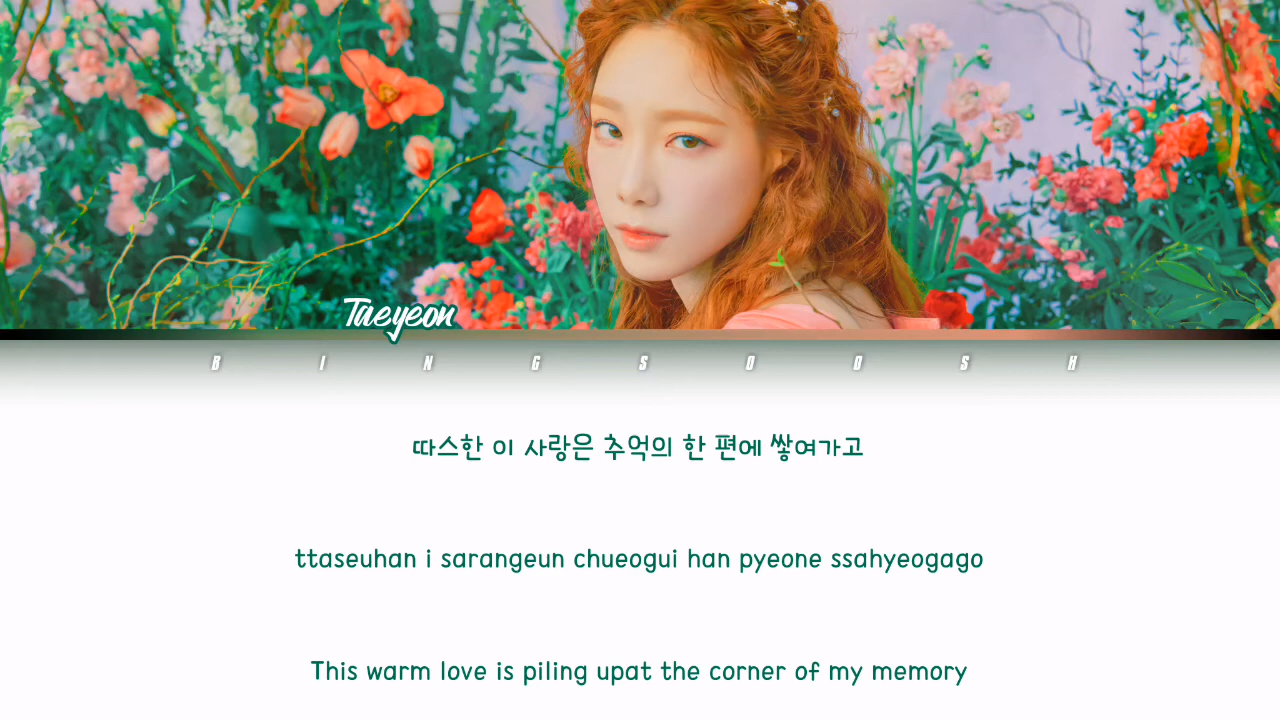 Taeyeon
B I N G S O O S H
따스한 이 사랑은 추억의 한 편에 쌓여가고
ttaseuhan i sarangeun chueogui han pyeone ssahyeogago
This warm love is piling upat the corner of my memory